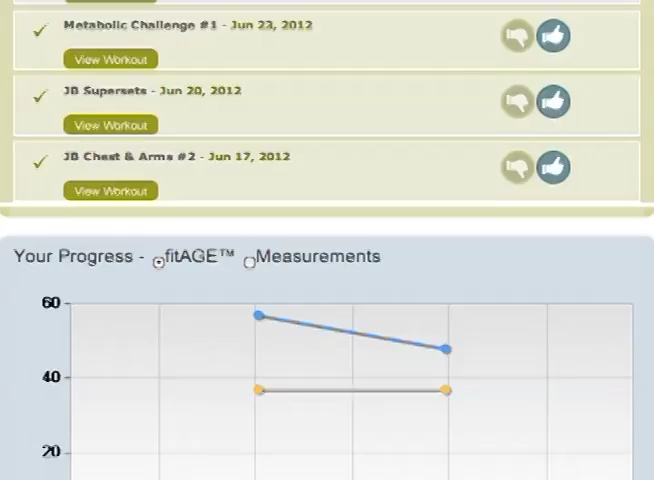 Metabolic Challenge #1 - Jun 23, 2012
View Workout
JB Supersets - Jun 20, 2012
View Workout
JB Chest & Arms #2 - Jun 17, 2012
View Workout
Your Progress - fitAGE™ Measurements
60
40
20